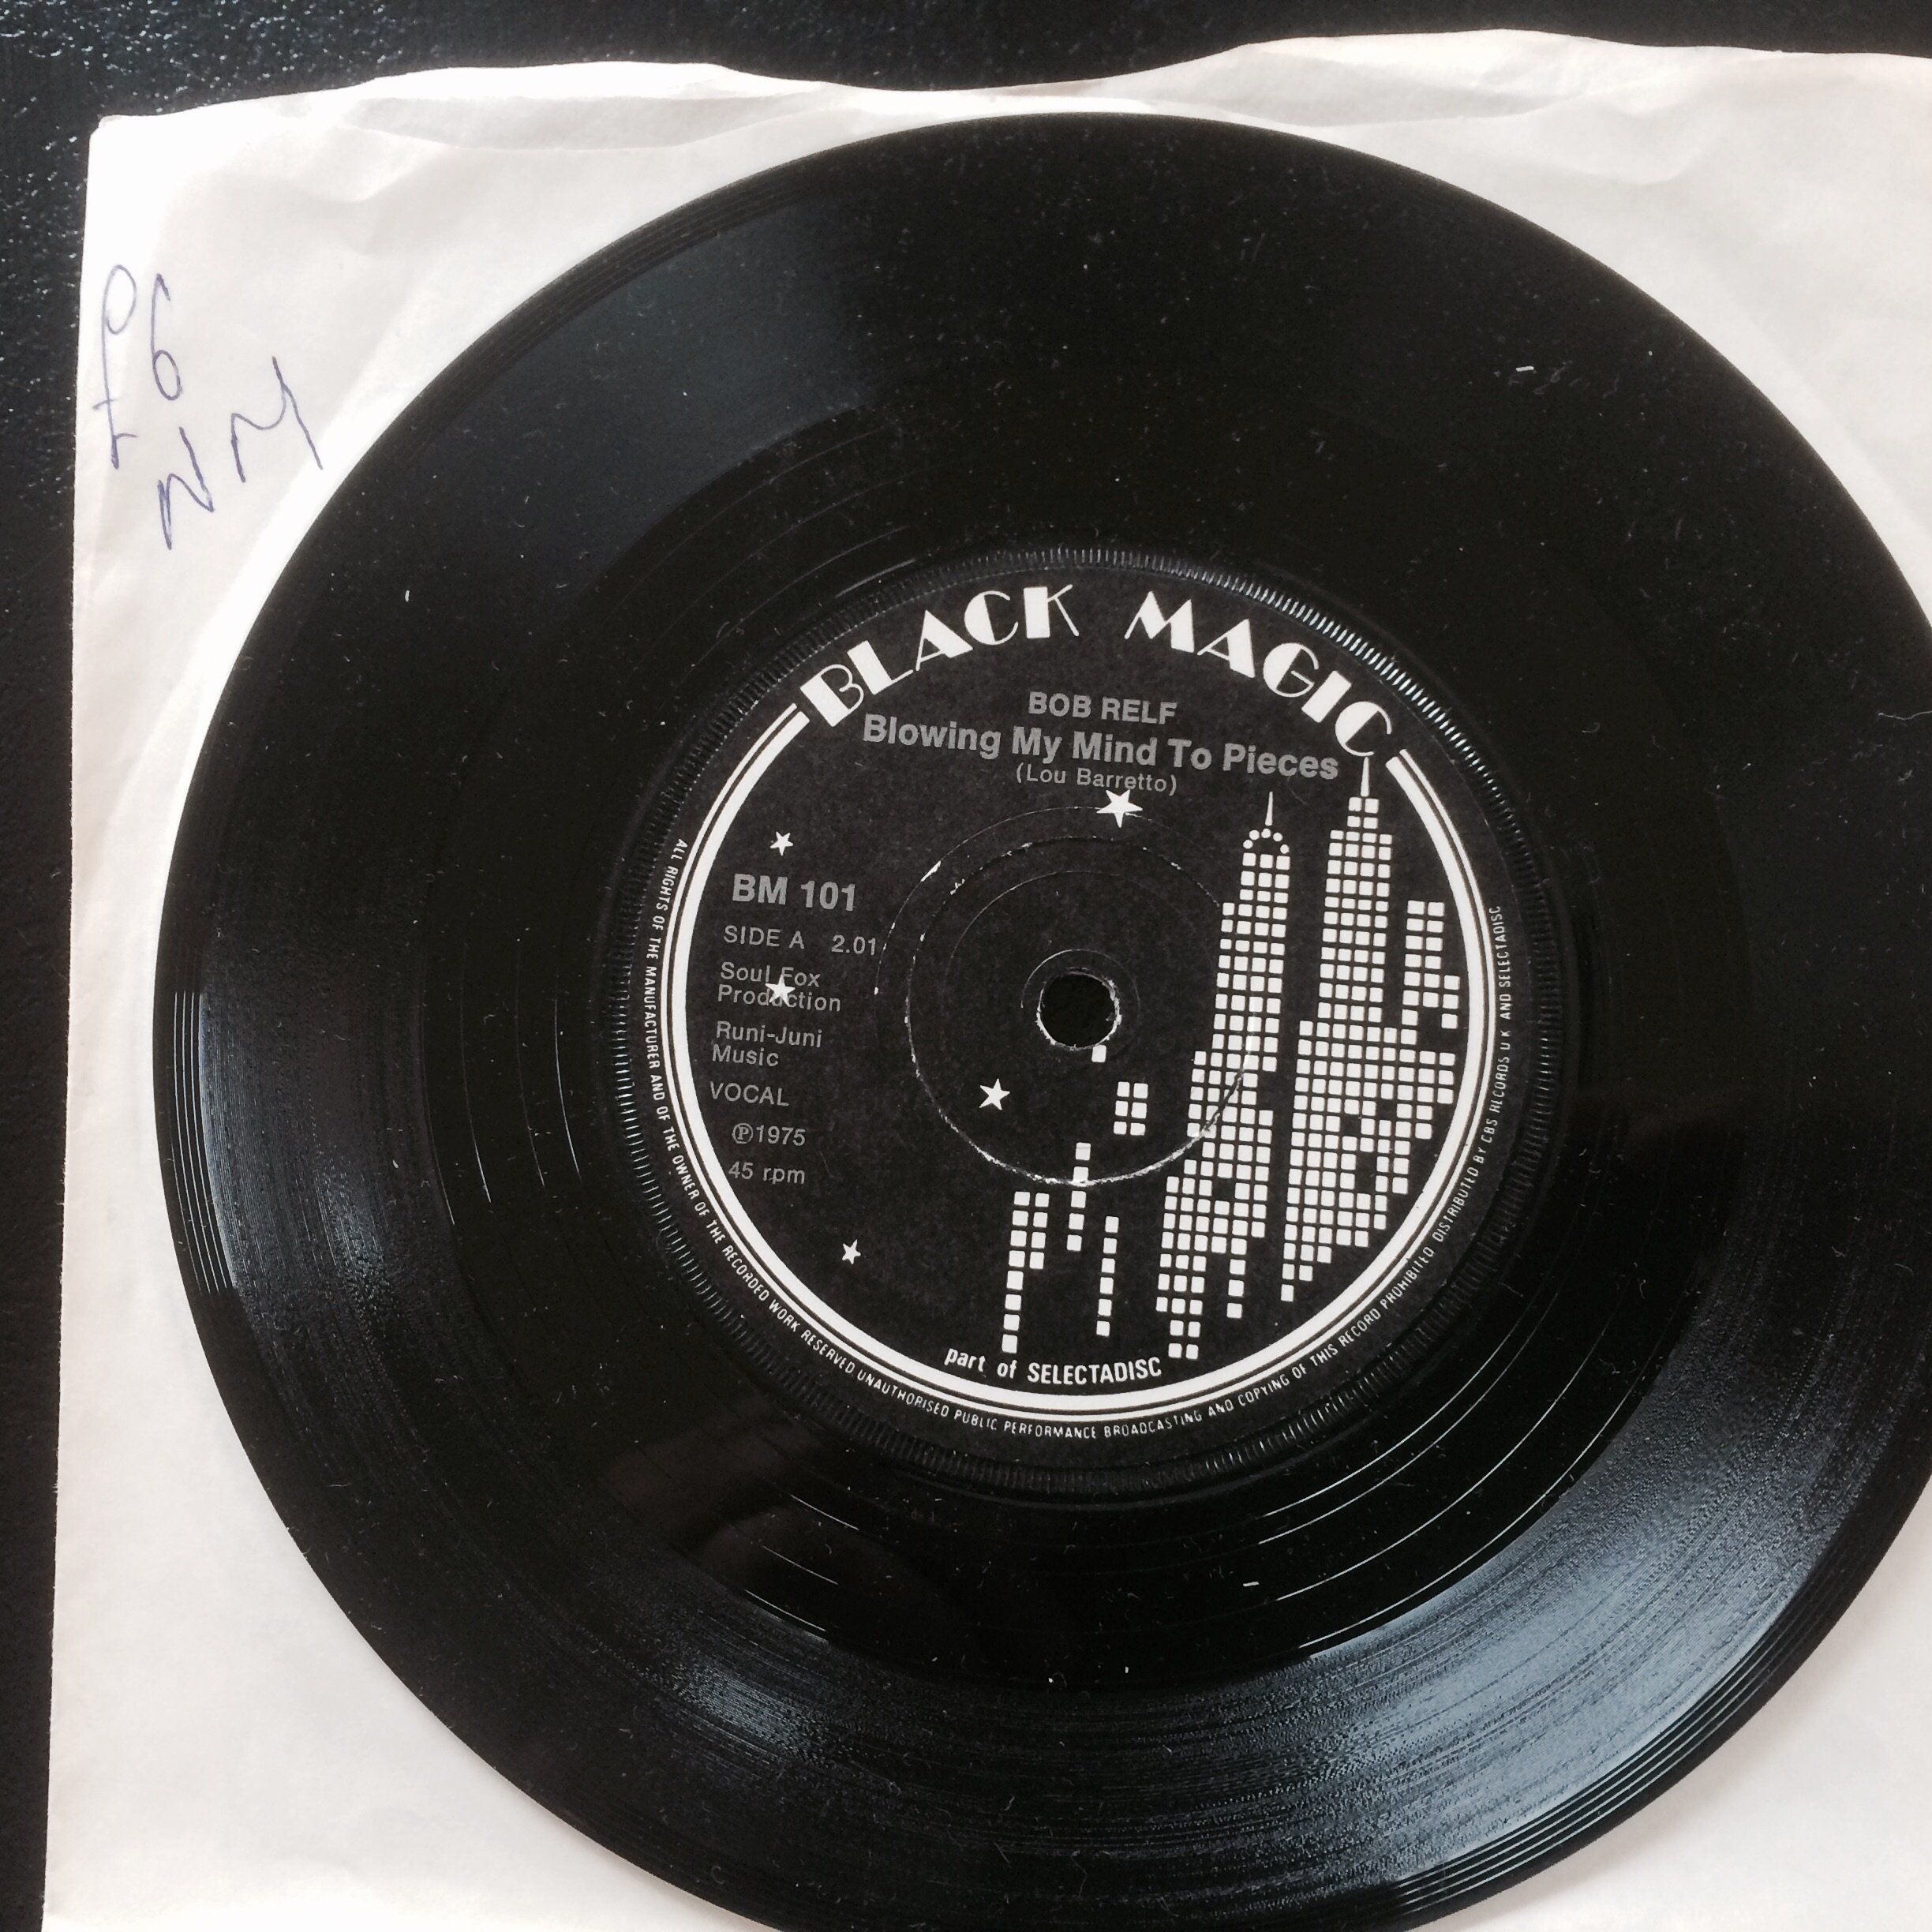 £6
NM
BLACK MAGIC
BOB RELF
Blowing My Mind To Pieces
(Lou Barretto)
BM 101
SIDE A 2.01
Soul Fox
Production
Runi-Juni
Music
VOCAL
℗1975
45 rpm
part of SELECTADISC
ALL RIGHTS OF THE MANUFACTURER AND OF THE OWNER OF THE RECORDED WORK RESERVED UNAUTHORISED PUBLIC PERFORMANCE BROADCASTING AND COPYING OF THIS RECORD PROHIBITED DISTRIBUTED BY CBS RECORDS U K AND SELECTADISC